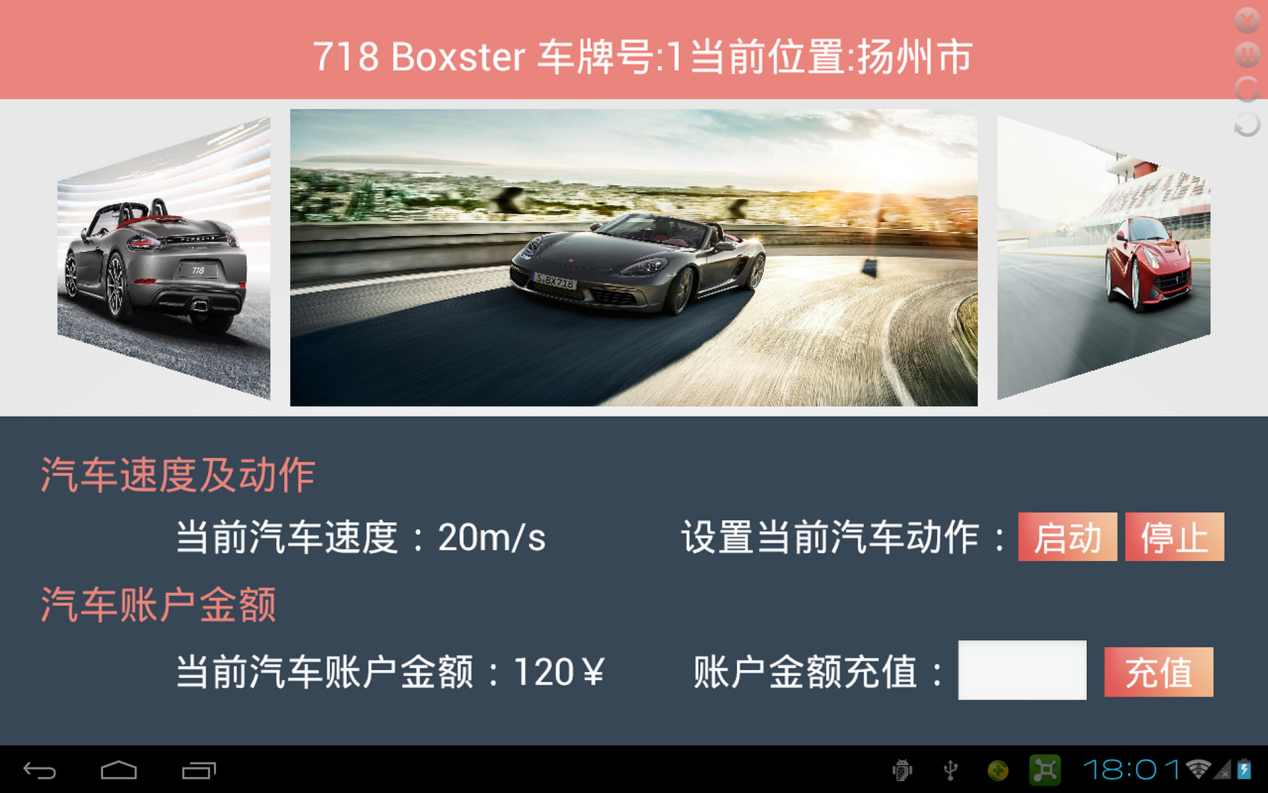 718 Boxster 车牌号:1当前位置:扬州市
PORSCHE
718
S:BX718
汽车速度及动作
当前汽车速度：20m/s 设置当前汽车动作： 启动 停止
汽车账户金额
当前汽车账户金额：120￥ 账户金额充值： 充值
18:01